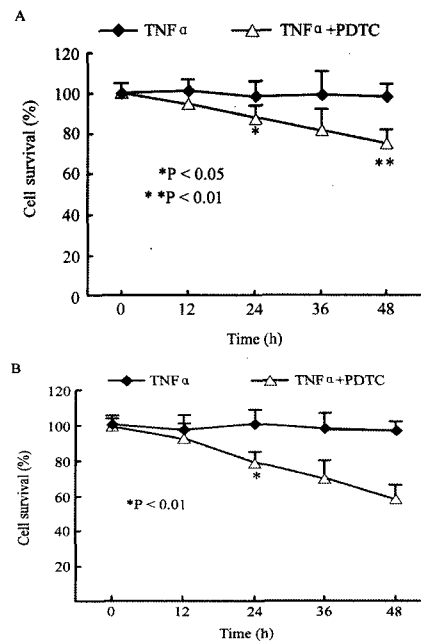 A
TNFα TNFα+PDTC
120
100
80
60
40
20
0
Cell survival (%)
*
**
*P < 0.05
**P < 0.01
0 12 24 36 48
Time (h)
B
TNFα TNFα+PDTC
120
100
80
60
40
20
Cell survival (%)
*
*P < 0.01
0 12 24 36 48
Time (h)